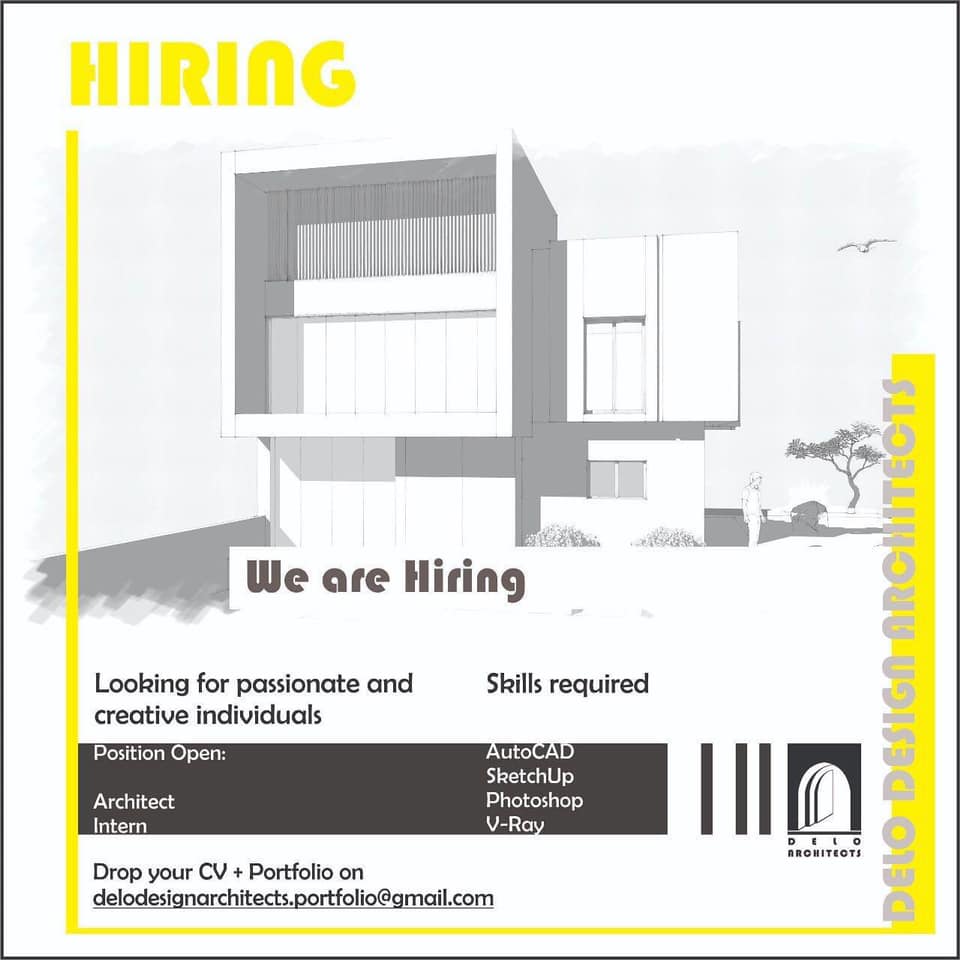 HIRING
We are Hiring
Looking for passionate and
creative individuals
Position Open:
Architect
Intern
Skills required
AutoCAD
SketchUp
Photoshop
V-Ray
Drop your CV + Portfolio on
delodesignarchitects.portfolio@gmail.com
DELO
ARCHITECTS
DELO DESIGN ARCHITECTS